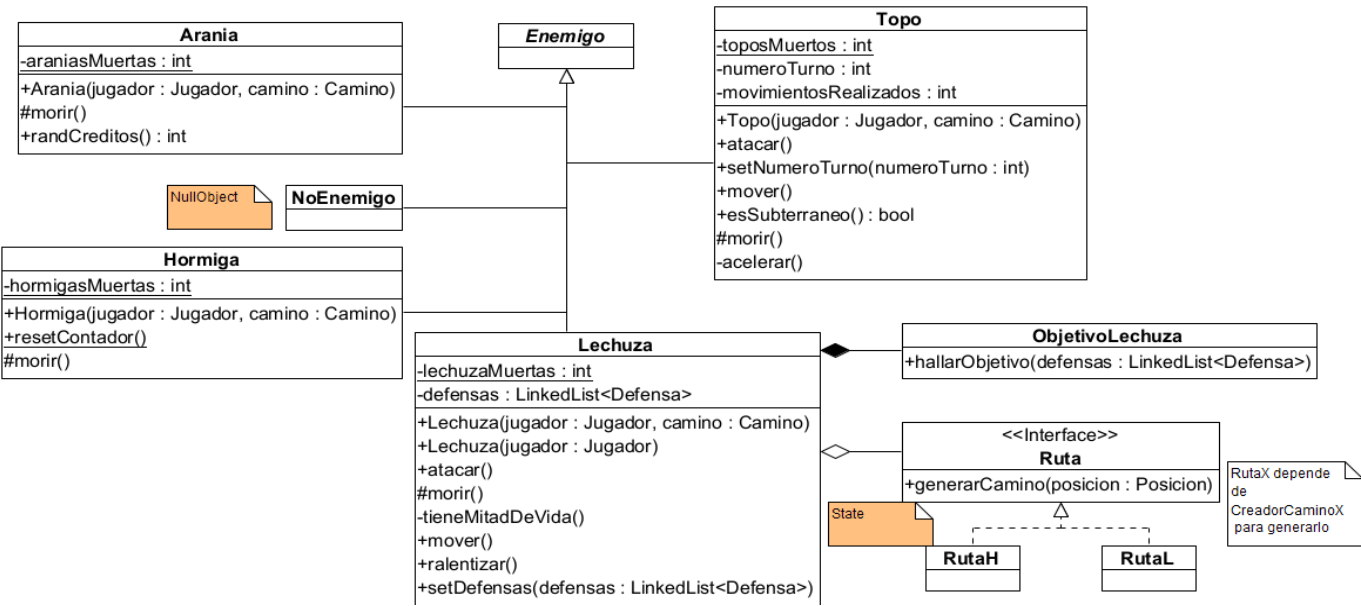 Arania
-araniasMuertas : int
+Arania(jugador : Jugador, camino : Camino)
#morir()
+randCreditos() : int
Enemigo
Topo
-toposMuertos : int
-numeroTurno : int
-movimientosRealizados : int
+Topo(jugador : Jugador, camino : Camino)
+atacar()
+setNumeroTurno(numeroTurno : int)
+mover()
+esSubterraneo() : bool
#morir()
-acelerar()
NullObject
NoEnemigo
Hormiga
-hormigasMuertas : int
+Hormiga(jugador : Jugador, camino : Camino)
+resetContador()
#morir()
Lechuza
-lechuzaMuertas : int
-defensas : LinkedList<Defensa>
+Lechuza(jugador : Jugador, camino : Camino)
+Lechuza(jugador : Jugador)
+atacar()
#morir()
-tieneMitadDeVida()
+mover()
+ralentizar()
+setDefensas(defensas : LinkedList<Defensa>)
ObjetivoLechuza
+hallarObjetivo(defensas : LinkedList<Defensa>)
<<Interface>>
Ruta
+generarCamino(posicion : Posicion)
RutaX depende
de
CreadorCaminoX
para generarlo
State
RutaH
RutaL